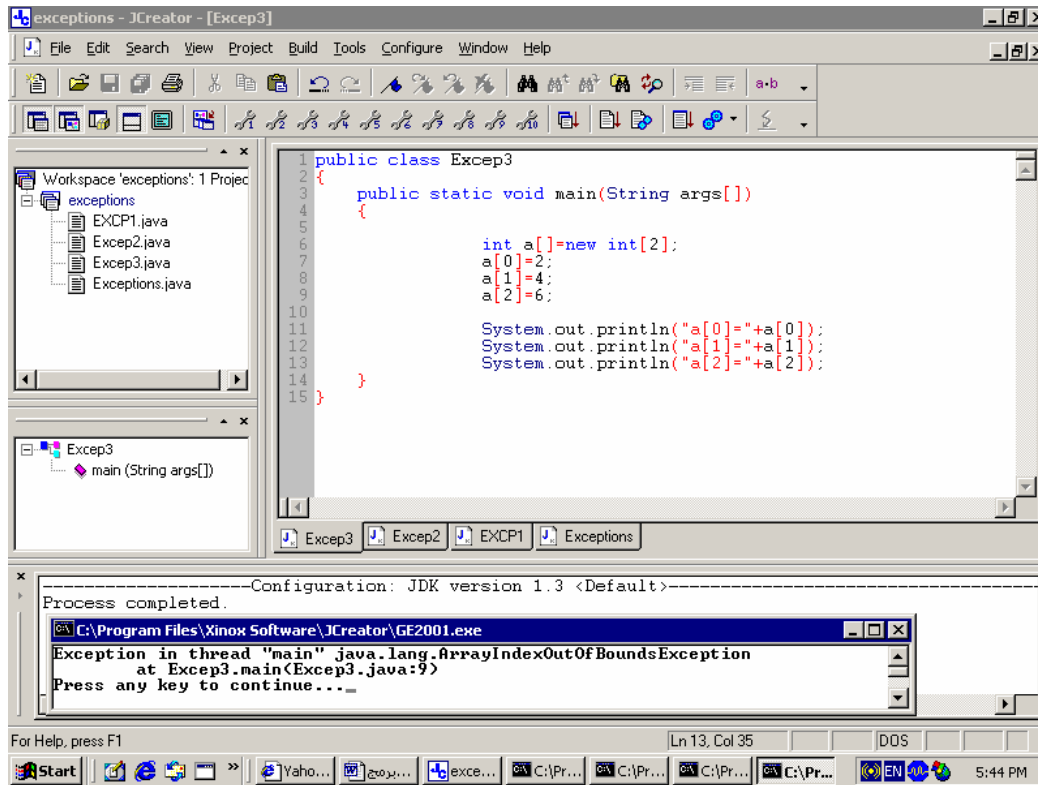 exceptions - JCreator - [Excep3]
File Edit Search View Project Build Tools Configure Window Help
a-b
Workspace 'exceptions': 1 Projec
exceptions
EXCP1.java
Excep2.java
Excep3.java
Exceptions.java
Excep3
main (String args[])
1 public class Excep3
2 {
3 public static void main(String args[])
4 {
5
6 int a[]=new int[2];
7 a[0]=2;
8 a[1]=4;
9 a[2]=6;
10
11 System.out.println("a[0]="+a[0]);
12 System.out.println("a[1]="+a[1]);
13 System.out.println("a[2]="+a[2]);
14 }
15 }
Excep3 Excep2 EXCP1 Exceptions
--------------------Configuration: JDK version 1.3 <Default>------------------------------------
Process completed.
C:\Program Files\Xinox Software\JCreator\GE2001.exe
Exception in thread "main" java.lang.ArrayIndexOutOfBoundsException
at Excep3.main(Excep3.java:9)
Press any key to continue..._
For Help, press F1 Ln 13, Col 35 DOS
Start » Yaho... exce... C:\Pr... C:\Pr... C:\Pr... C:\Pr... EN 5:44 PM